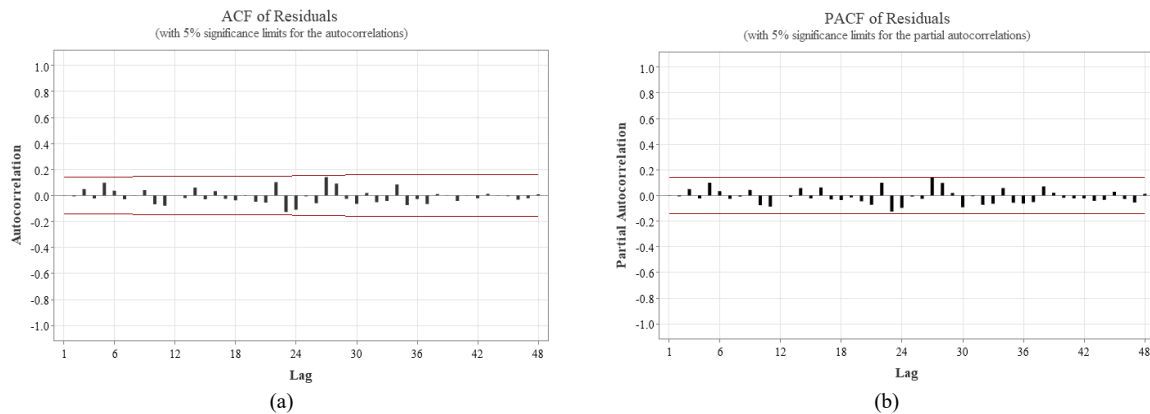 ACF of Residuals
(with 5% significance limits for the autocorrelations)
1.0
0.8
0.6
0.4
0.2
0.0
-0.2
-0.4
-0.6
-0.8
-1.0
Autocorrelation
1 6 12 18 24 30 36 42 48
Lag
(a)
PACF of Residuals
(with 5% significance limits for the partial autocorrelations)
1.0
0.8
0.6
0.4
0.2
0.0
-0.2
-0.4
-0.6
-0.8
-1.0
Partial Autocorrelation
1 6 12 18 24 30 36 42 48
Lag
(b)